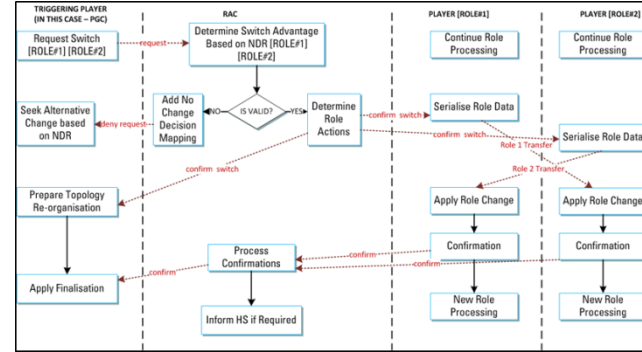 TRIGGERING PLAYER
(IN THIS CASE – PGC)
RAC
PLAYER [ROLE#1]
PLAYER [ROLE#2]
Request Switch
[ROLE#1] [ROLE#2]
request
Determine Switch Advantage
Based on NDR [ROLE#1]
[ROLE#2]
Continue Role
Processing
Continue Role
Processing
Seek Alternative
Change based
on NDR
deny request
Add No
Change
Decision
Mapping
NO
IS VALID?
YES
Determine
Role
Actions
confirm switch
Serialise Role Data
confirm switch
Serialise Role Data
Role 1 Transfer
confirm switch
Role 2 Transfer
Prepare Topology
Re-organisation
Apply Role Change
Apply Role Change
Process
Confirmations
confirm
Confirmation
Confirmation
confirm
confirm
Apply Finalisation
Inform HS if Required
New Role
Processing
New Role
Processing